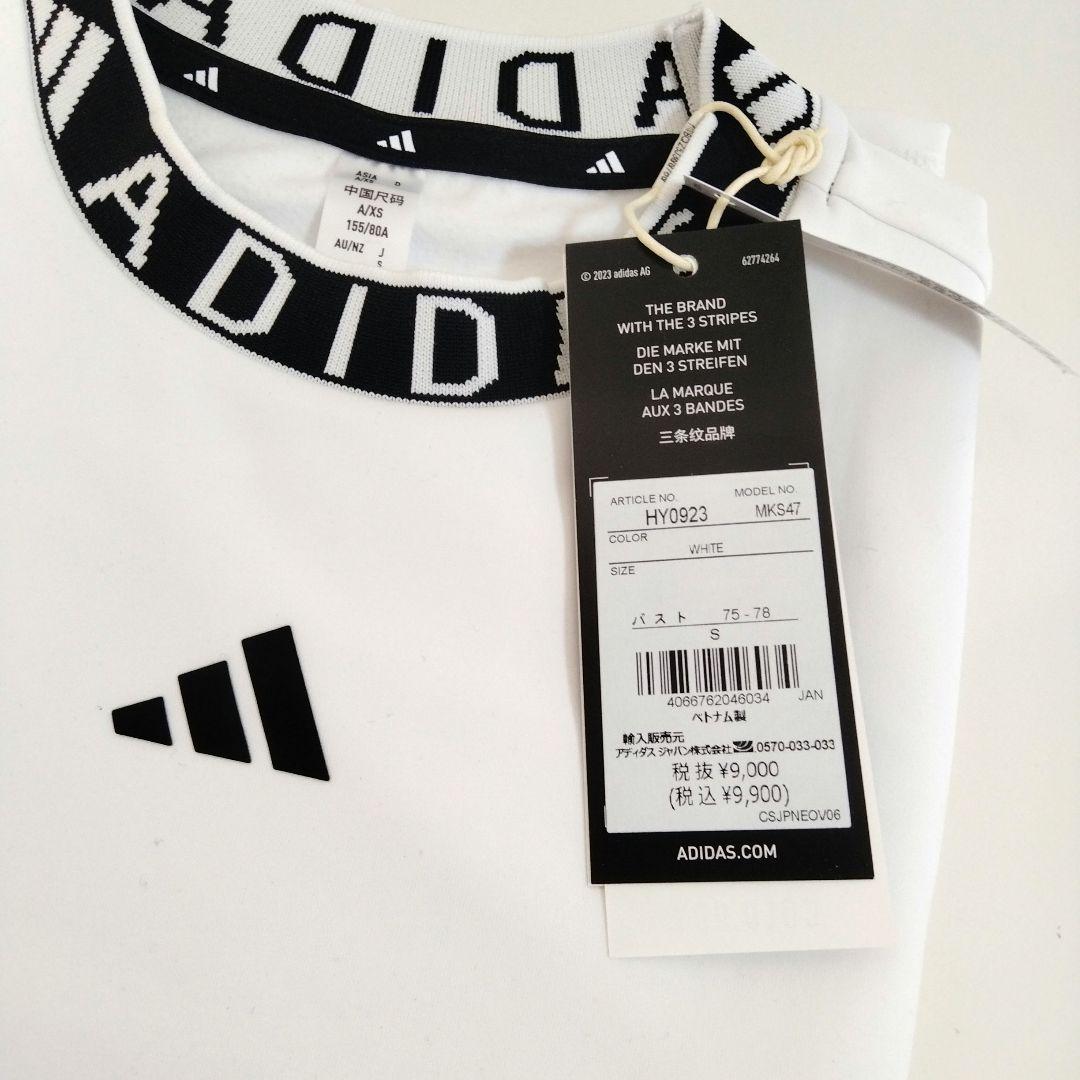 ADIDA
ADID
ASIA
A/XS
中国尺码
A/XS
155/80A
AU/NZ J
S
© 2023 adidas AG 62774264
THE BRAND
WITH THE 3 STRIPES
DIE MARKE MIT
DEN 3 STREIFEN
LA MARQUE
AUX 3 BANDES
三条纹品牌
ARTICLE NO. MODEL NO.
HY0923 MKS47
COLOR
WHITE
SIZE
バスト 75-78
S
4066762046034 JAN
ベトナム製
輸入販売元
アディダス ジャパン株式会社 0570-033-033
税抜 ¥9,000
(税込 ¥9,900)
CSJPNEOV06
ADIDAS.COM